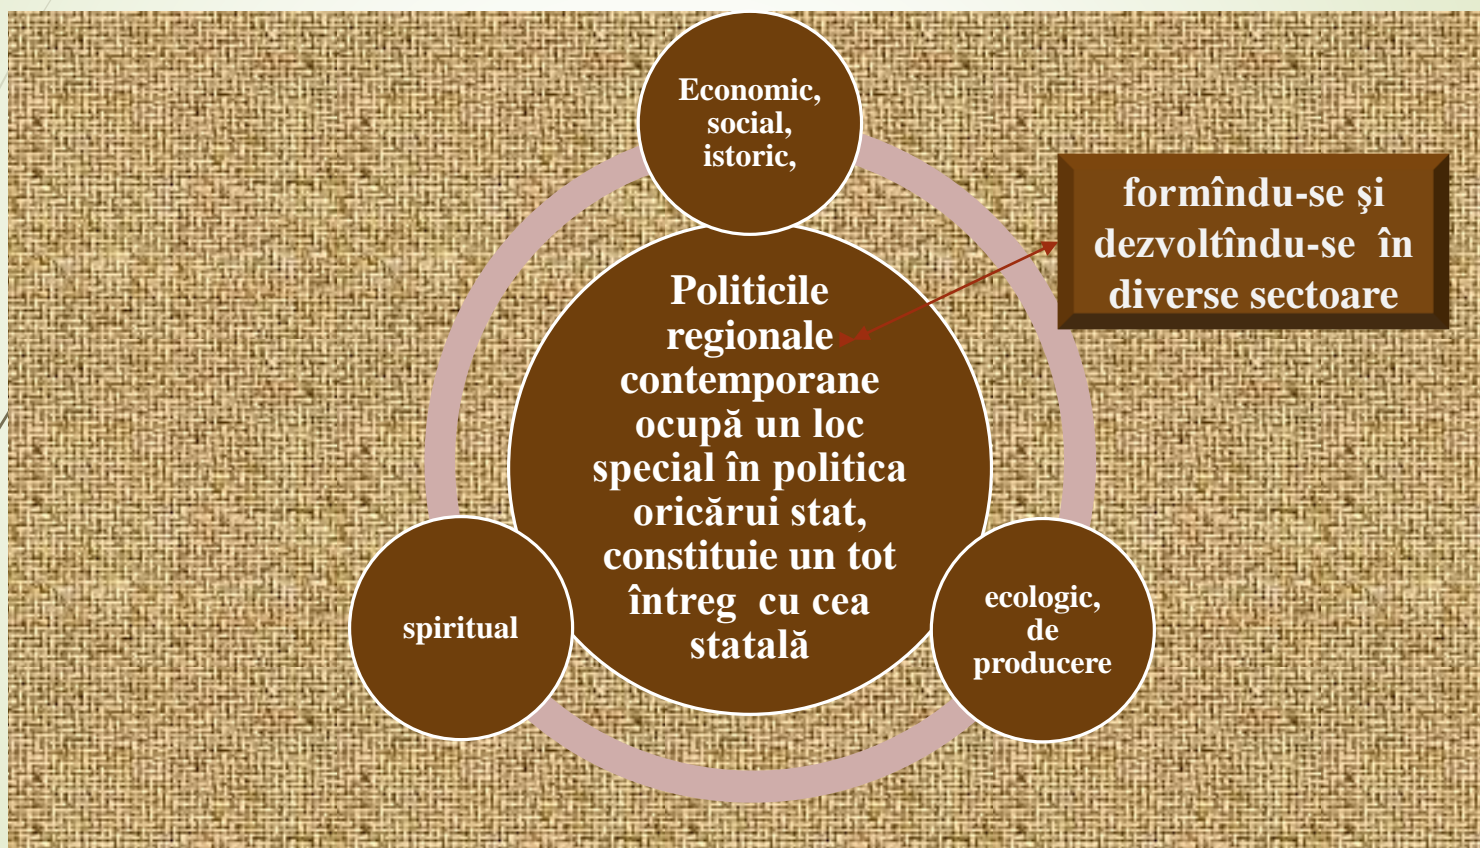 Economic,
social,
istoric,
formîndu-se şi
dezvoltîndu-se în
diverse sectoare
Politicile
regionale
contemporane
ocupă un loc
special în politica
oricărui stat,
constituie un tot
întreg cu cea
statală
spiritual
ecologic,
de
producere